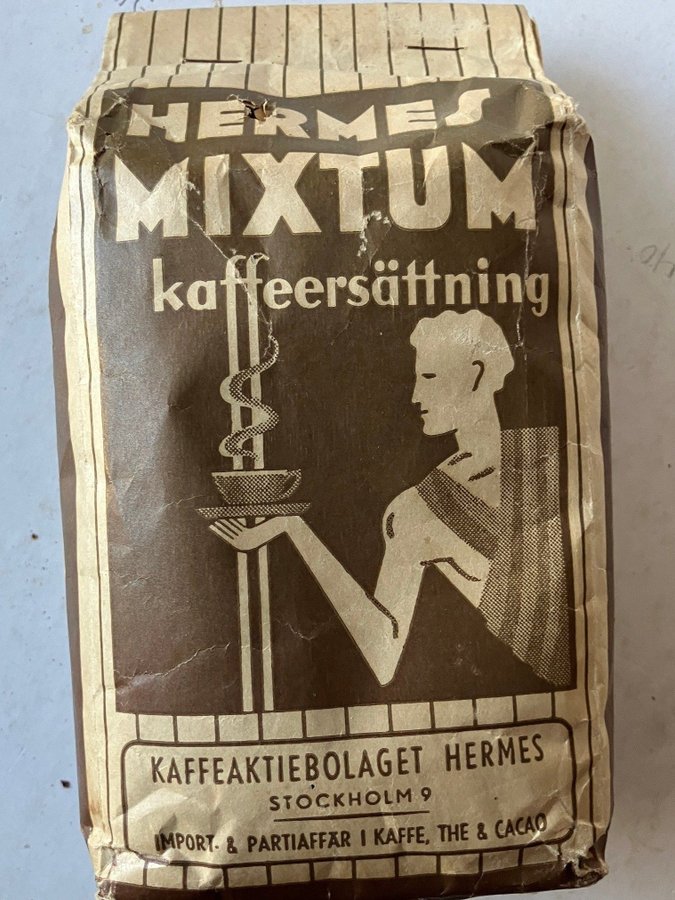 HERMES
MIXTUM
kaffeersättning
KAFFEAKTIEBOLAGET HERMES
STOCKHOLM 9
IMPORT- & PARTIAFFÄR I KAFFE, THE & CACAO